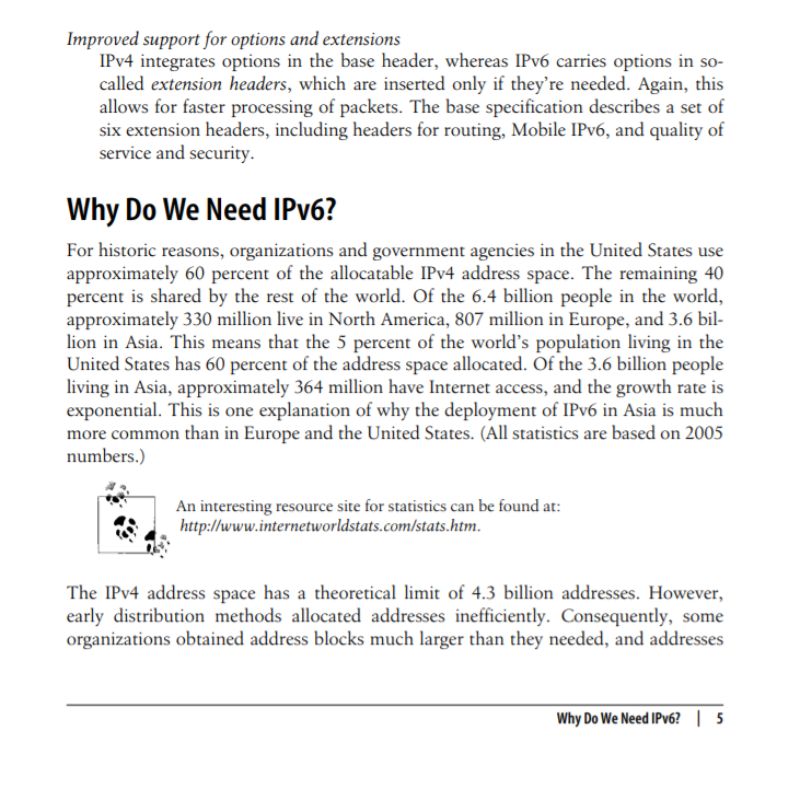 Improved support for options and extensions
IPv4 integrates options in the base header, whereas IPv6 carries options in so-
called extension headers, which are inserted only if they're needed. Again, this
allows for faster processing of packets. The base specification describes a set of
six extension headers, including headers for routing, Mobile IPv6, and quality of
service and security.
Why Do We Need IPv6?
For historic reasons, organizations and government agencies in the United States use
approximately 60 percent of the allocatable IPv4 address space. The remaining 40
percent is shared by the rest of the world. Of the 6.4 billion people in the world,
approximately 330 million live in North America, 807 million in Europe, and 3.6 bil-
lion in Asia. This means that the 5 percent of the world's population living in the
United States has 60 percent of the address space allocated. Of the 3.6 billion people
living in Asia, approximately 364 million have Internet access, and the growth rate is
exponential. This is one explanation of why the deployment of IPv6 in Asia is much
more common than in Europe and the United States. (All statistics are based on 2005
numbers.)
An interesting resource site for statistics can be found at:
http://www.internetworldstats.com/stats.htm.
The IPv4 address space has a theoretical limit of 4.3 billion addresses. However,
early distribution methods allocated addresses inefficiently. Consequently, some
organizations obtained address blocks much larger than they needed, and addresses
Why Do We Need IPv6? | 5